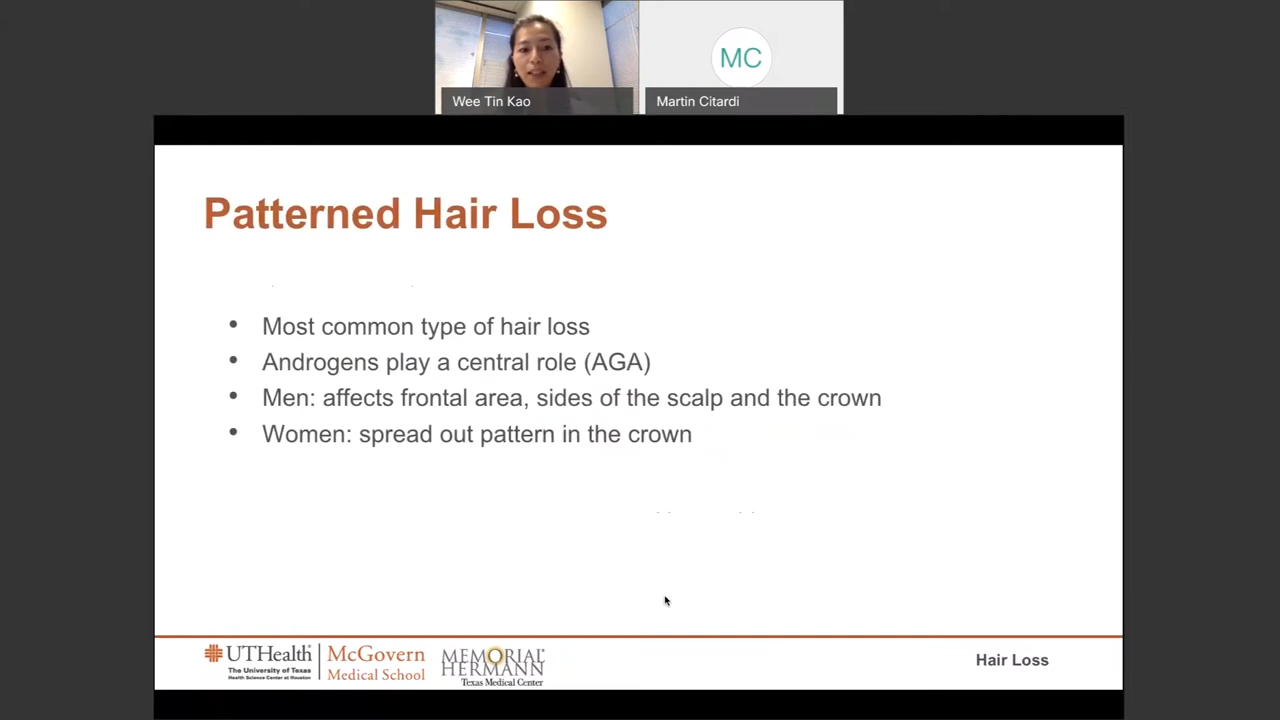 MC
Wee Tin Kao
Martin Citardi
Patterned Hair Loss
• Most common type of hair loss
• Androgens play a central role (AGA)
• Men: affects frontal area, sides of the scalp and the crown
• Women: spread out pattern in the crown
UTHealth
The University of Texas
Health Science Center at Houston
McGovern
Medical School
MEMORIAL
HERMANN
Texas Medical Center
Hair Loss